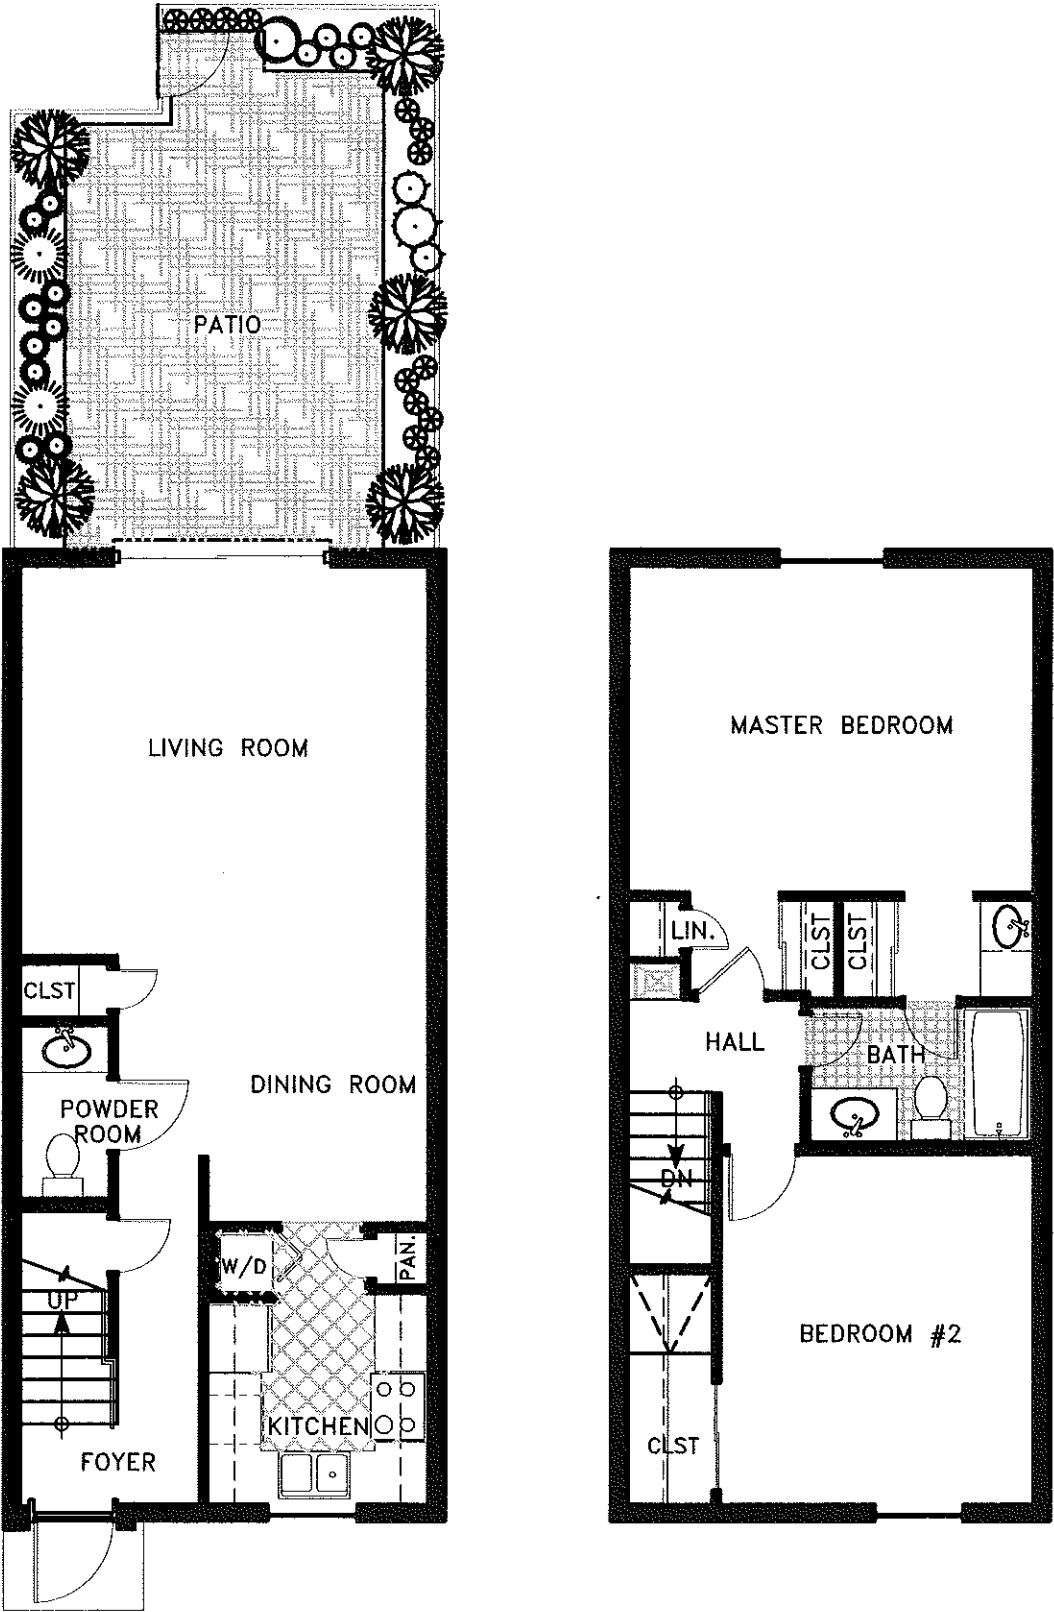 PATIO
LIVING ROOM
CLST
DINING ROOM
POWDER
ROOM
W/D
PAN.
UP
KITCHEN
FOYER
MASTER BEDROOM
LIN.
CLST
CLST
HALL
BATH
DN
BEDROOM #2
CLST